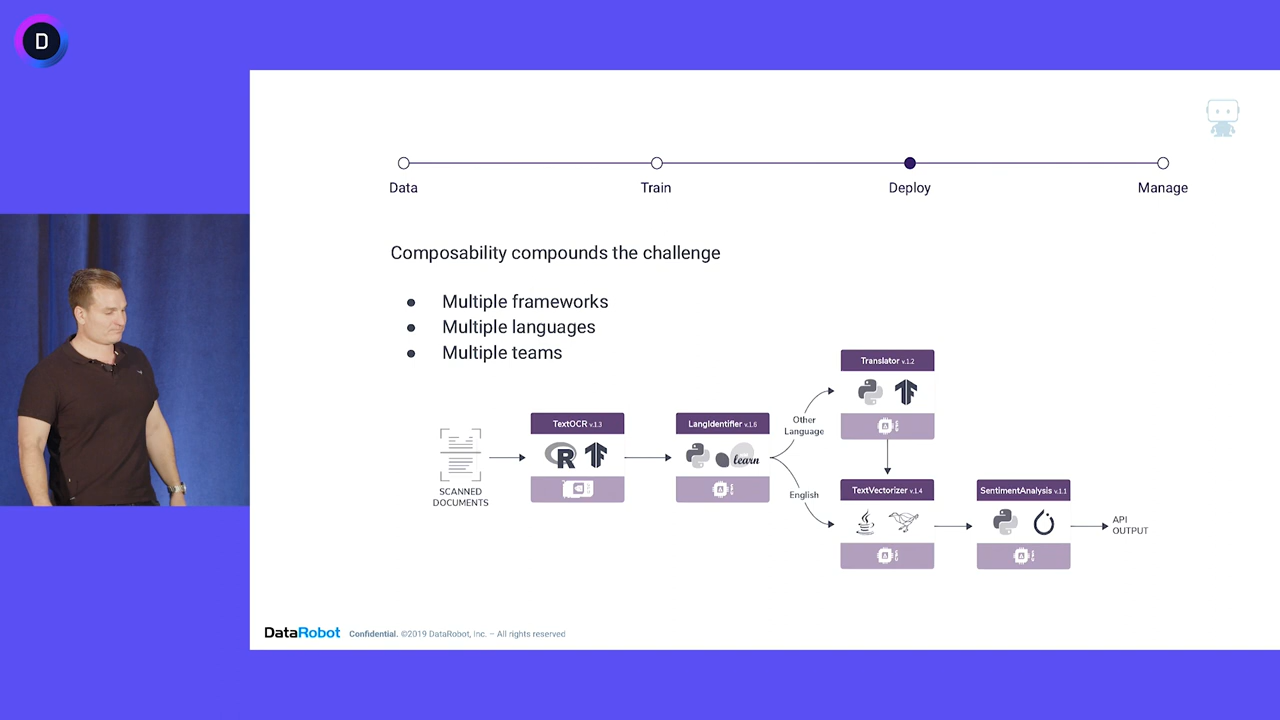 D
Data
Train
Deploy
Manage
Composability compounds the challenge
• Multiple frameworks
• Multiple languages
• Multiple teams
Translator v.1.2
TextOCR v.1.3
LangIdentifier v.1.6
Other
Language
R
learn
SCANNED
DOCUMENTS
English
TextVectorizer v.1.4
SentimentAnalysis v.1.1
API
OUTPUT
DataRobot Confidential. ©2019 DataRobot, Inc. – All rights reserved